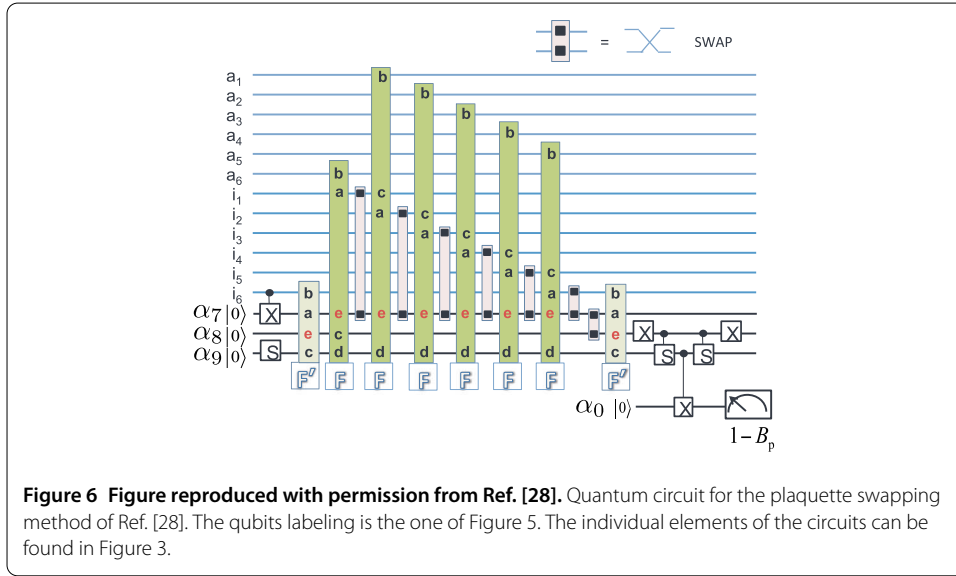 = SWAP
a₁ b
a₂ b
a₃ b
a₄ b
a₅ b
a₆ b
i₁ a c
i₂ a c
i₃ a c
i₄ a c
i₅ a c
i₆ b a b
α₇|0⟩ X a e e e e e e a
α₈|0⟩ e c e X X
α₉|0⟩ S c d d d d d d c S S
F′ F F F F F F F′
α₀ |0⟩ X
1– Bₚ
Figure 6 Figure reproduced with permission from Ref. [28]. Quantum circuit for the plaquette swapping
method of Ref. [28]. The qubits labeling is the one of Figure 5. The individual elements of the circuits can be
found in Figure 3.